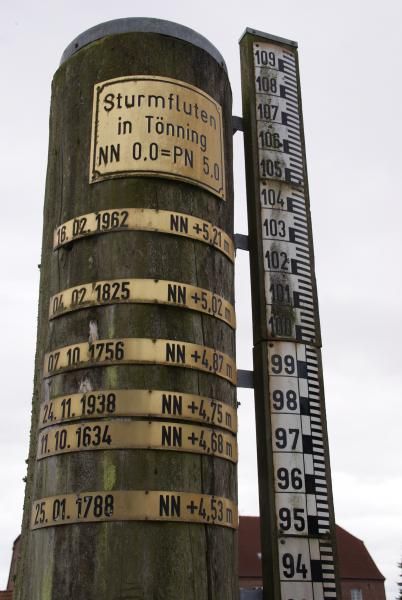 Sturmfluten
in Tönning
NN 0.0=PN 5.0
16. 02. 1962 NN +5,21 m
04. 02. 1825 NN +5,02 m
07. 10. 1756 NN +4,87 m
24. 11. 1938 NN +4,75 m
11. 10. 1634 NN +4,68 m
25. 01. 1788 NN +4,53 m
109
108
107
106
105
104
103
102
101
100
99
98
97
96
95
94